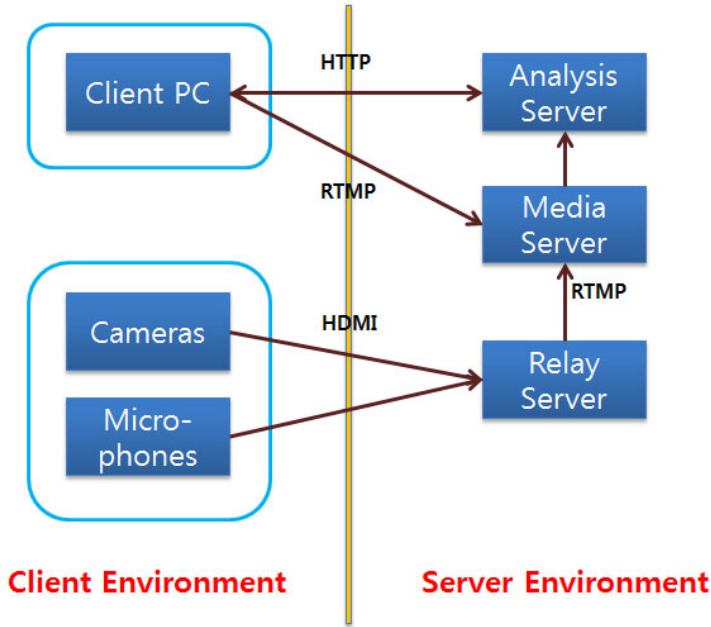 HTTP
Client PC
Analysis
Server
RTMP
Media
Server
RTMP
Cameras
HDMI
Relay
Server
Micro-
phones
Client Environment
Server Environment